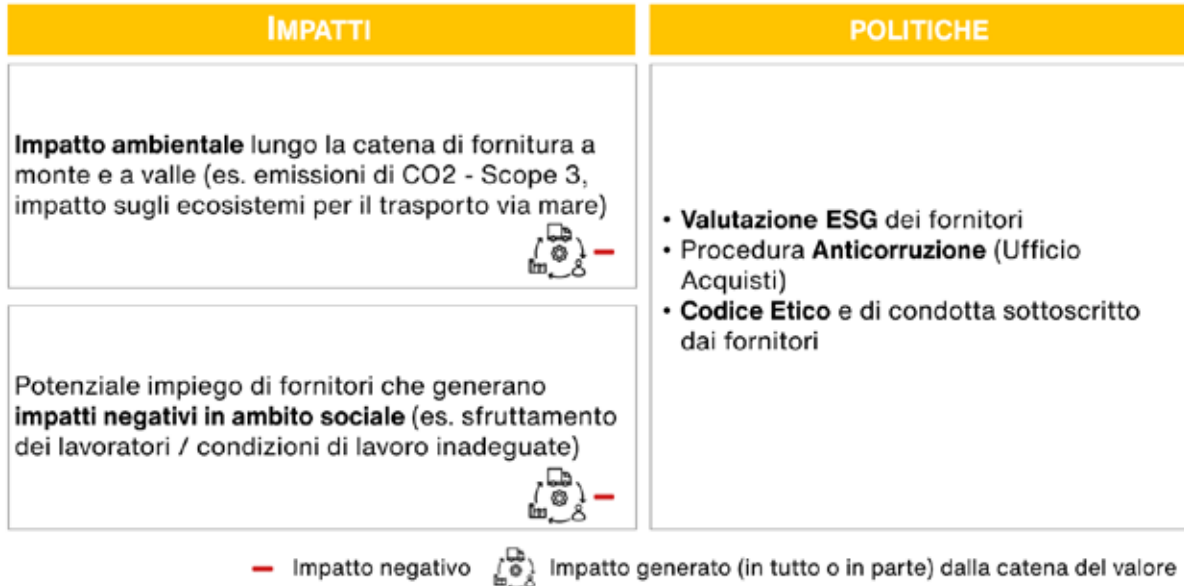 IMPATTI
POLITICHE
Impatto ambientale lungo la catena di fornitura a
monte e a valle (es. emissioni di CO2 - Scope 3,
impatto sugli ecosistemi per il trasporto via mare)
Potenziale impiego di fornitori che generano
impatti negativi in ambito sociale (es. sfruttamento
dei lavoratori / condizioni di lavoro inadeguate)
• Valutazione ESG dei fornitori
• Procedura Anticorruzione (Ufficio
Acquisti)
• Codice Etico e di condotta sottoscritto
dai fornitori
Impatto negativo
Impatto generato (in tutto o in parte) dalla catena del valore